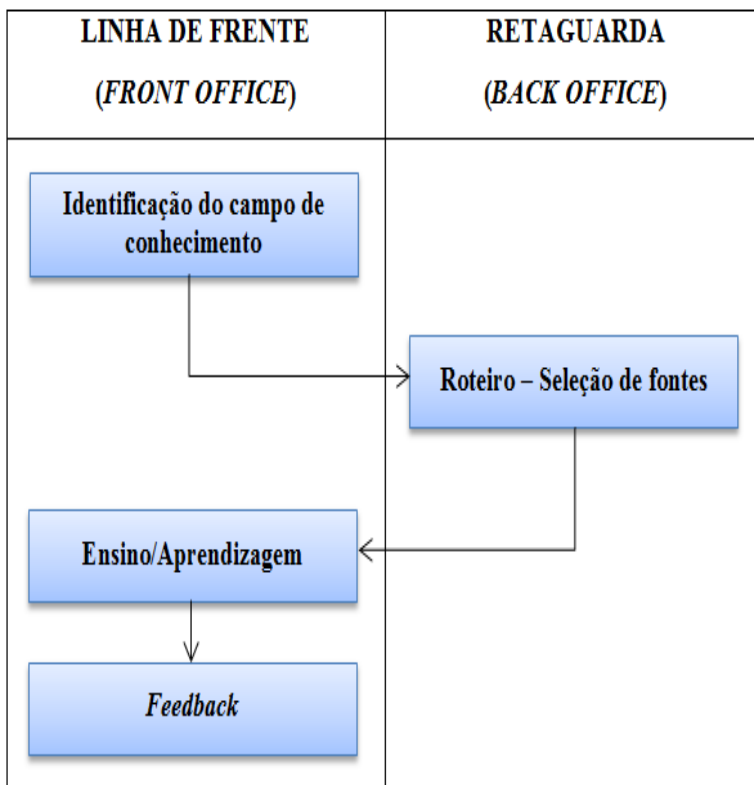 LINHA DE FRENTE
(FRONT OFFICE)
RETAGUARDA
(BACK OFFICE)
Identificação do campo de
conhecimento
Roteiro – Seleção de fontes
Ensino/Aprendizagem
Feedback